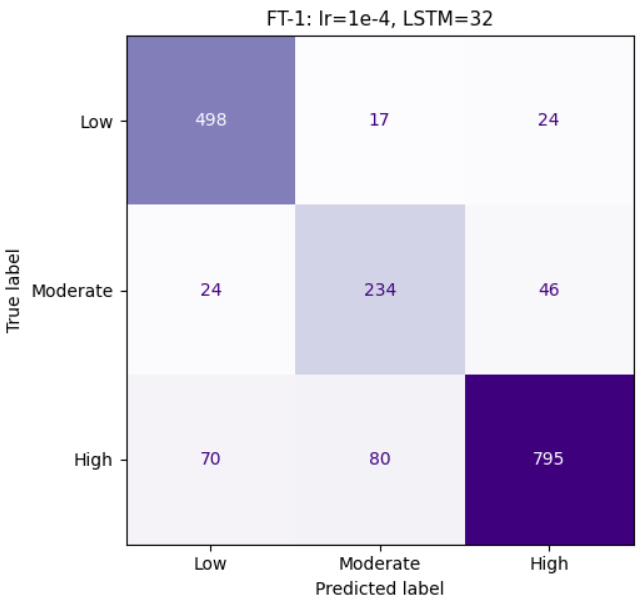 FT-1: lr=1e-4, LSTM=32
True label
Low
498 17 24
Moderate
24 234 46
High
70 80 795
Low Moderate High
Predicted label